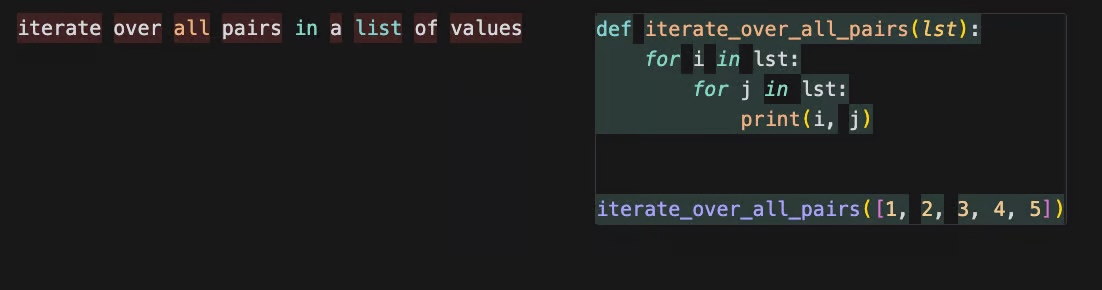 iterate over all pairs in a list of values
def iterate_over_all_pairs(lst):
    for i in lst:
        for j in lst:
            print(i, j)
iterate_over_all_pairs([1, 2, 3, 4, 5])